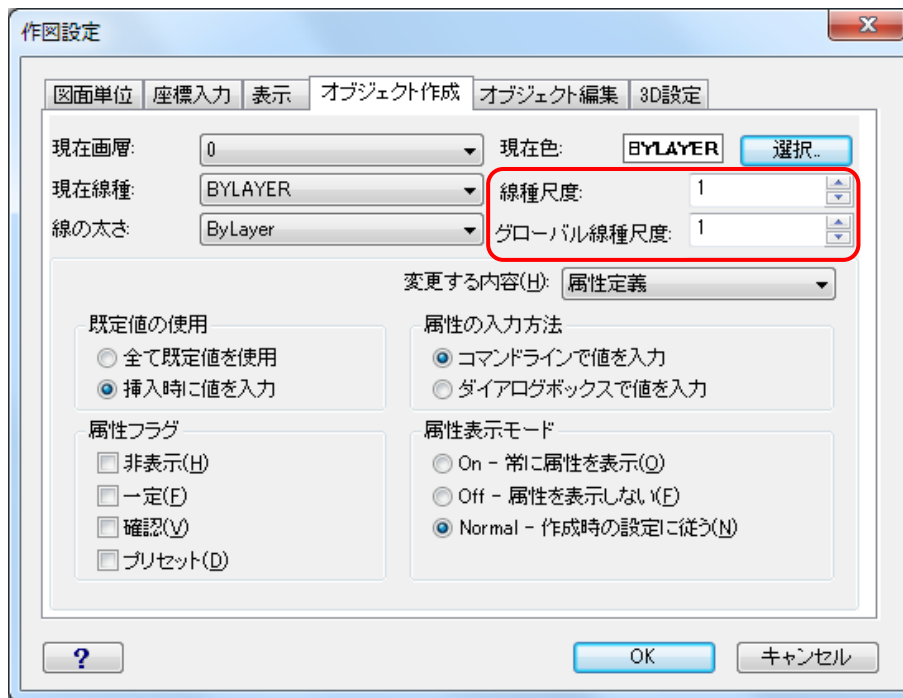 作図設定
図面単位 座標入力 表示 オブジェクト作成 オブジェクト編集 3D設定
現在画層: 0 現在色: BYLAYER 選択..
現在線種: BYLAYER 線種尺度: 1
線の太さ: ByLayer グローバル線種尺度: 1
変更する内容(H): 属性定義
既定値の使用
全て既定値を使用
挿入時に値を入力
属性の入力方法
コマンドラインで値を入力
ダイアログボックスで値を入力
属性フラグ
非表示(H)
一定(F)
確認(V)
プリセット(D)
属性表示モード
On - 常に属性を表示(O)
Off - 属性を表示しない(F)
Normal - 作成時の設定に従う(N)
? OK キャンセル